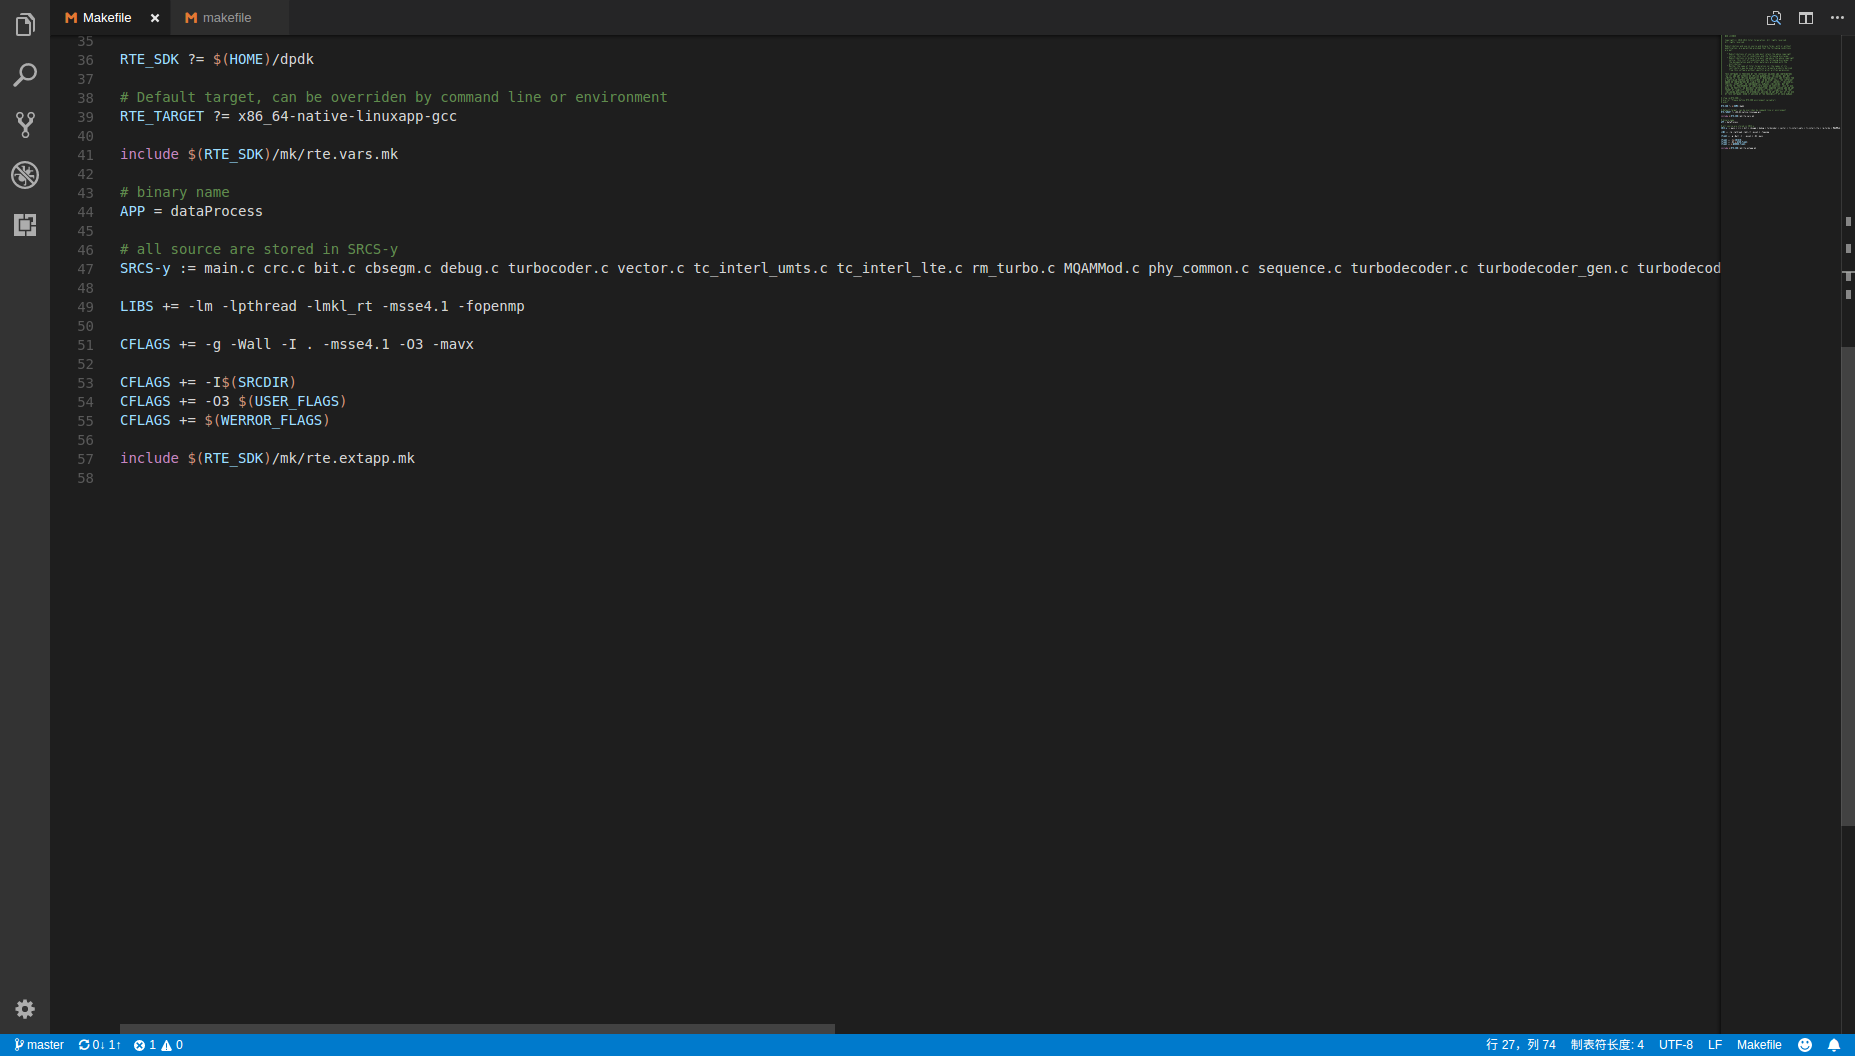 Makefile
makefile
35
36 RTE_SDK ?= $(HOME)/dpdk
37
38 # Default target, can be overriden by command line or environment
39 RTE_TARGET ?= x86_64-native-linuxapp-gcc
40
41 include $(RTE_SDK)/mk/rte.vars.mk
42
43 # binary name
44 APP = dataProcess
45
46 # all source are stored in SRCS-y
47 SRCS-y := main.c crc.c bit.c cbsegm.c debug.c turbocoder.c vector.c tc_interl_umts.c tc_interl_lte.c rm_turbo.c MQAMMod.c phy_common.c sequence.c turbodecoder.c turbodecoder_gen.c turbodecod
48
49 LIBS += -lm -lpthread -lmkl_rt -msse4.1 -fopenmp
50
51 CFLAGS += -g -Wall -I . -msse4.1 -O3 -mavx
52
53 CFLAGS += -I$(SRCDIR)
54 CFLAGS += -O3 $(USER_FLAGS)
55 CFLAGS += $(WERROR_FLAGS)
56
57 include $(RTE_SDK)/mk/rte.extapp.mk
58
master 0↓ 1↑ 1 0 行 27，列 74 制表符长度: 4 UTF-8 LF Makefile